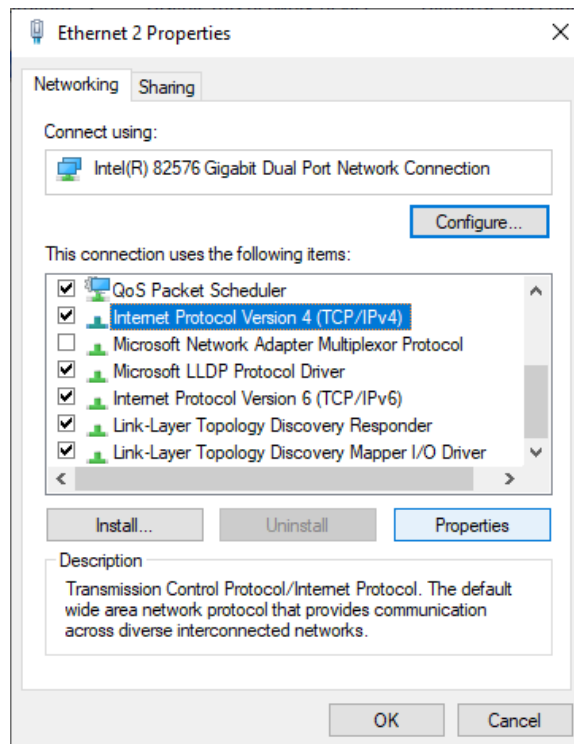 Ethernet 2 Properties
Networking
Sharing
Connect using:
Intel(R) 82576 Gigabit Dual Port Network Connection
Configure...
This connection uses the following items:
QoS Packet Scheduler
Internet Protocol Version 4 (TCP/IPv4)
Microsoft Network Adapter Multiplexor Protocol
Microsoft LLDP Protocol Driver
Internet Protocol Version 6 (TCP/IPv6)
Link-Layer Topology Discovery Responder
Link-Layer Topology Discovery Mapper I/O Driver
Install...
Uninstall
Properties
Description
Transmission Control Protocol/Internet Protocol. The default
wide area network protocol that provides communication
across diverse interconnected networks.
OK
Cancel